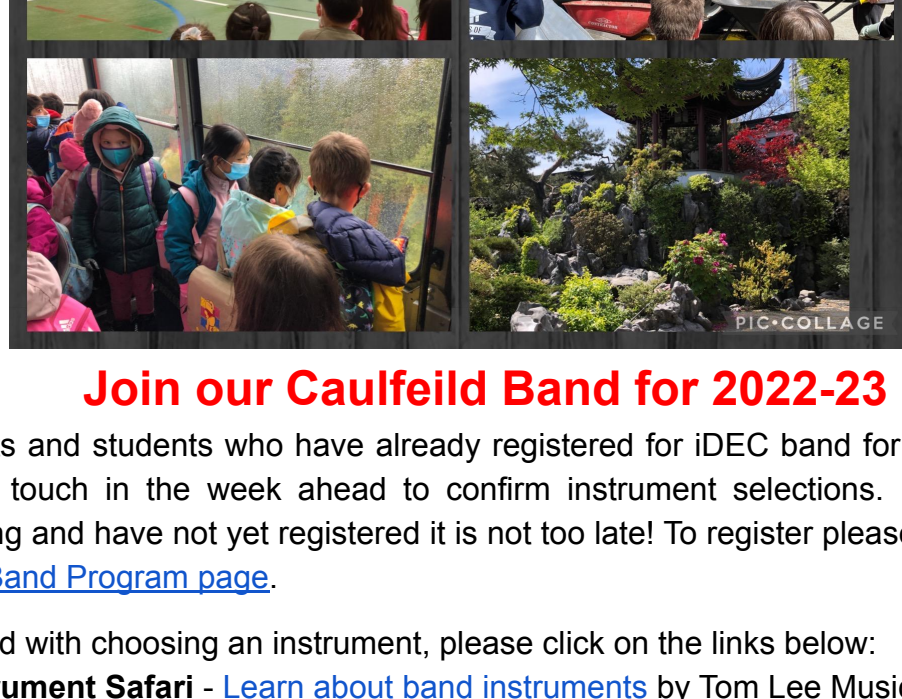 PIC•COLLAGE
Join our Caulfeild Band for 2022-23
and students who have already registered for iDEC band for
touch in the week ahead to confirm instrument selections.
and have not yet registered it is not too late! To register please
Band Program page.
with choosing an instrument, please click on the links below:
Safari - Learn about band instruments by Tom Lee Music